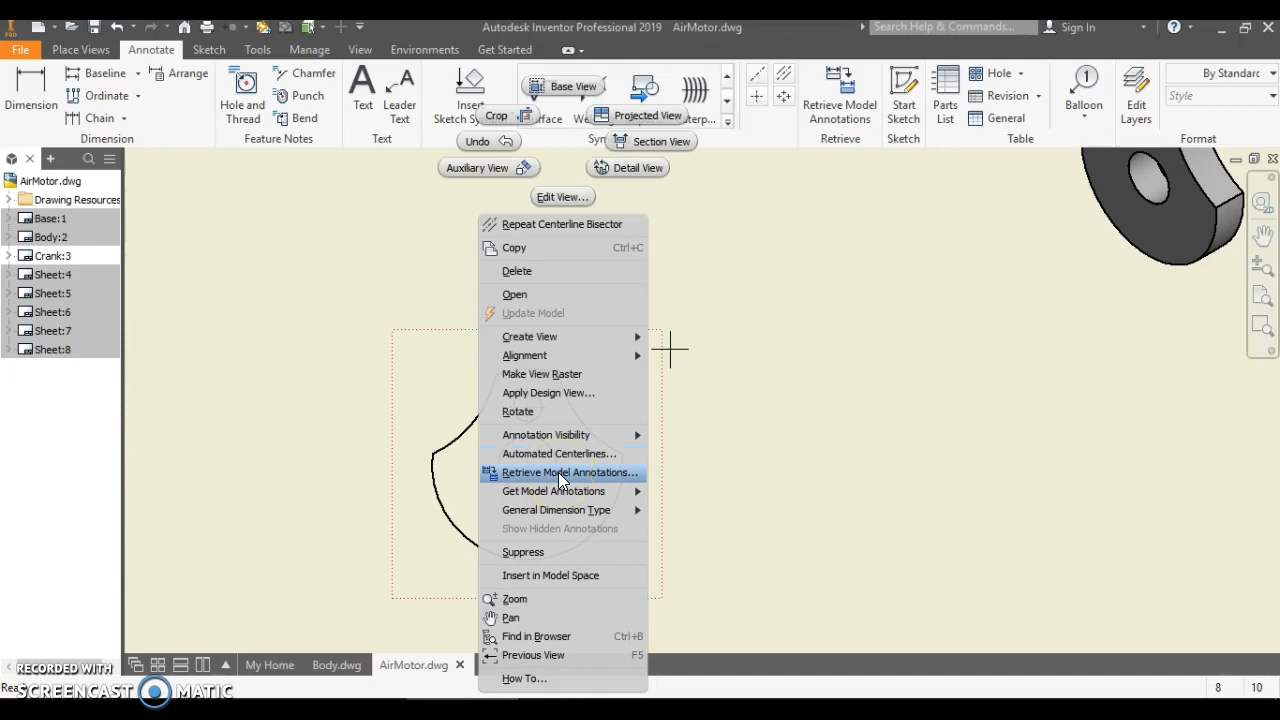 Autodesk Inventor Professional 2019 AirMotor.dwg
Search Help & Commands...
Sign In
PRO
File Place Views Annotate Sketch Tools Manage View Environments Get Started
Dimension
Baseline
Ordinate
Chain
Arrange
Dimension
Hole and Thread
Chamfer
Punch
Bend
Feature Notes
Text
Leader Text
Text
Insert
Retrieve Model Annotations
Retrieve
Start Sketch
Sketch
Parts List
Hole
Revision
General
Table
Balloon
Edit Layers
By Standarc
Style
Format
Base View
Crop
Projected View
Undo
Section View
Auxiliary View
Detail View
Edit View...
AirMotor.dwg
Drawing Resources
Base:1
Body:2
Crank:3
Sheet:4
Sheet:5
Sheet:6
Sheet:7
Sheet:8
Repeat Centerline Bisector
Copy Ctrl+C
Delete
Open
Update Model
Create View
Alignment
Make View Raster
Apply Design View...
Rotate
Annotation Visibility
Automated Centerlines...
Retrieve Model Annotations...
Get Model Annotations
General Dimension Type
Show Hidden Annotations
Suppress
Insert in Model Space
Zoom
Pan
Find in Browser Ctrl+B
Previous View F5
How To...
My Home Body.dwg AirMotor.dwg
RECORDED WITH
SCREENCAST MATIC
8 10